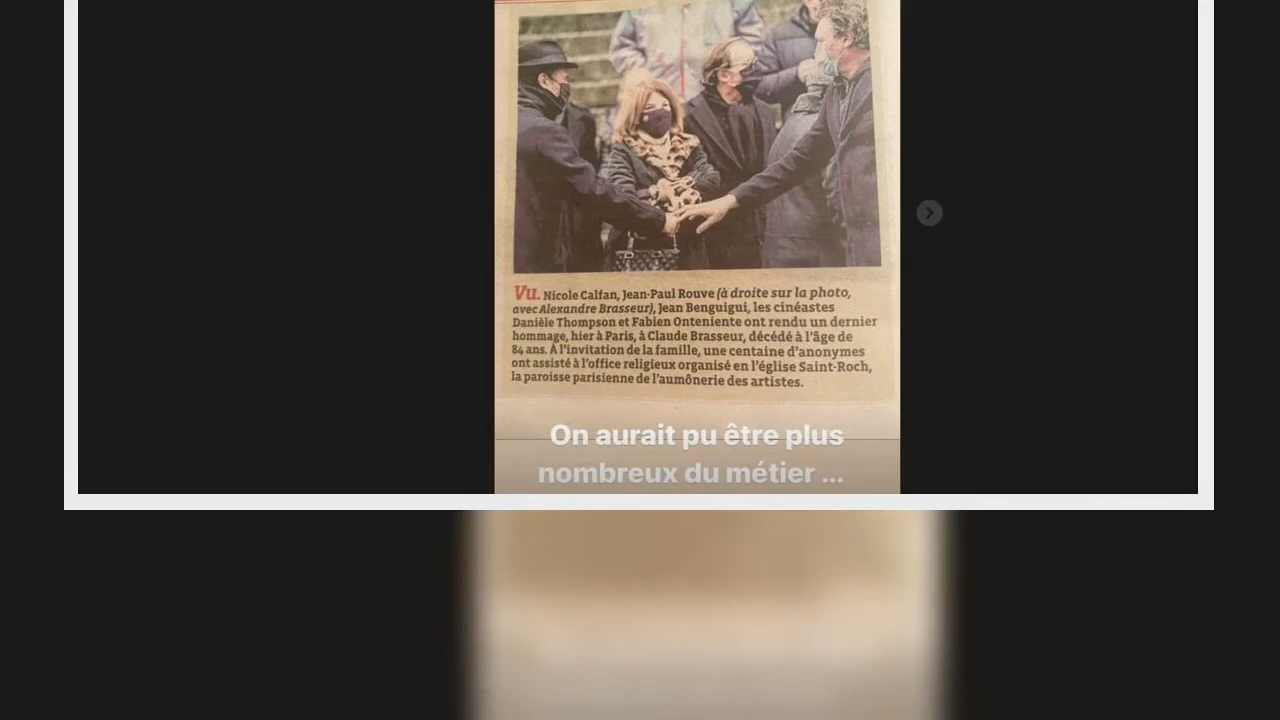 Vu. Nicole Calfan, Jean-Paul Rouve (à droite sur la photo,
avec Alexandre Brasseur), Jean Benguigui, les cinéastes
Danièle Thompson et Fabien Onteniente ont rendu un dernier
hommage, hier à Paris, à Claude Brasseur, décédé à l'âge de
84 ans. À l'invitation de la famille, une centaine d'anonymes
ont assisté à l'office religieux organisé en l'église Saint-Roch,
la paroisse parisienne de l'aumônerie des artistes.
On aurait pu être plus
nombreux du métier ...